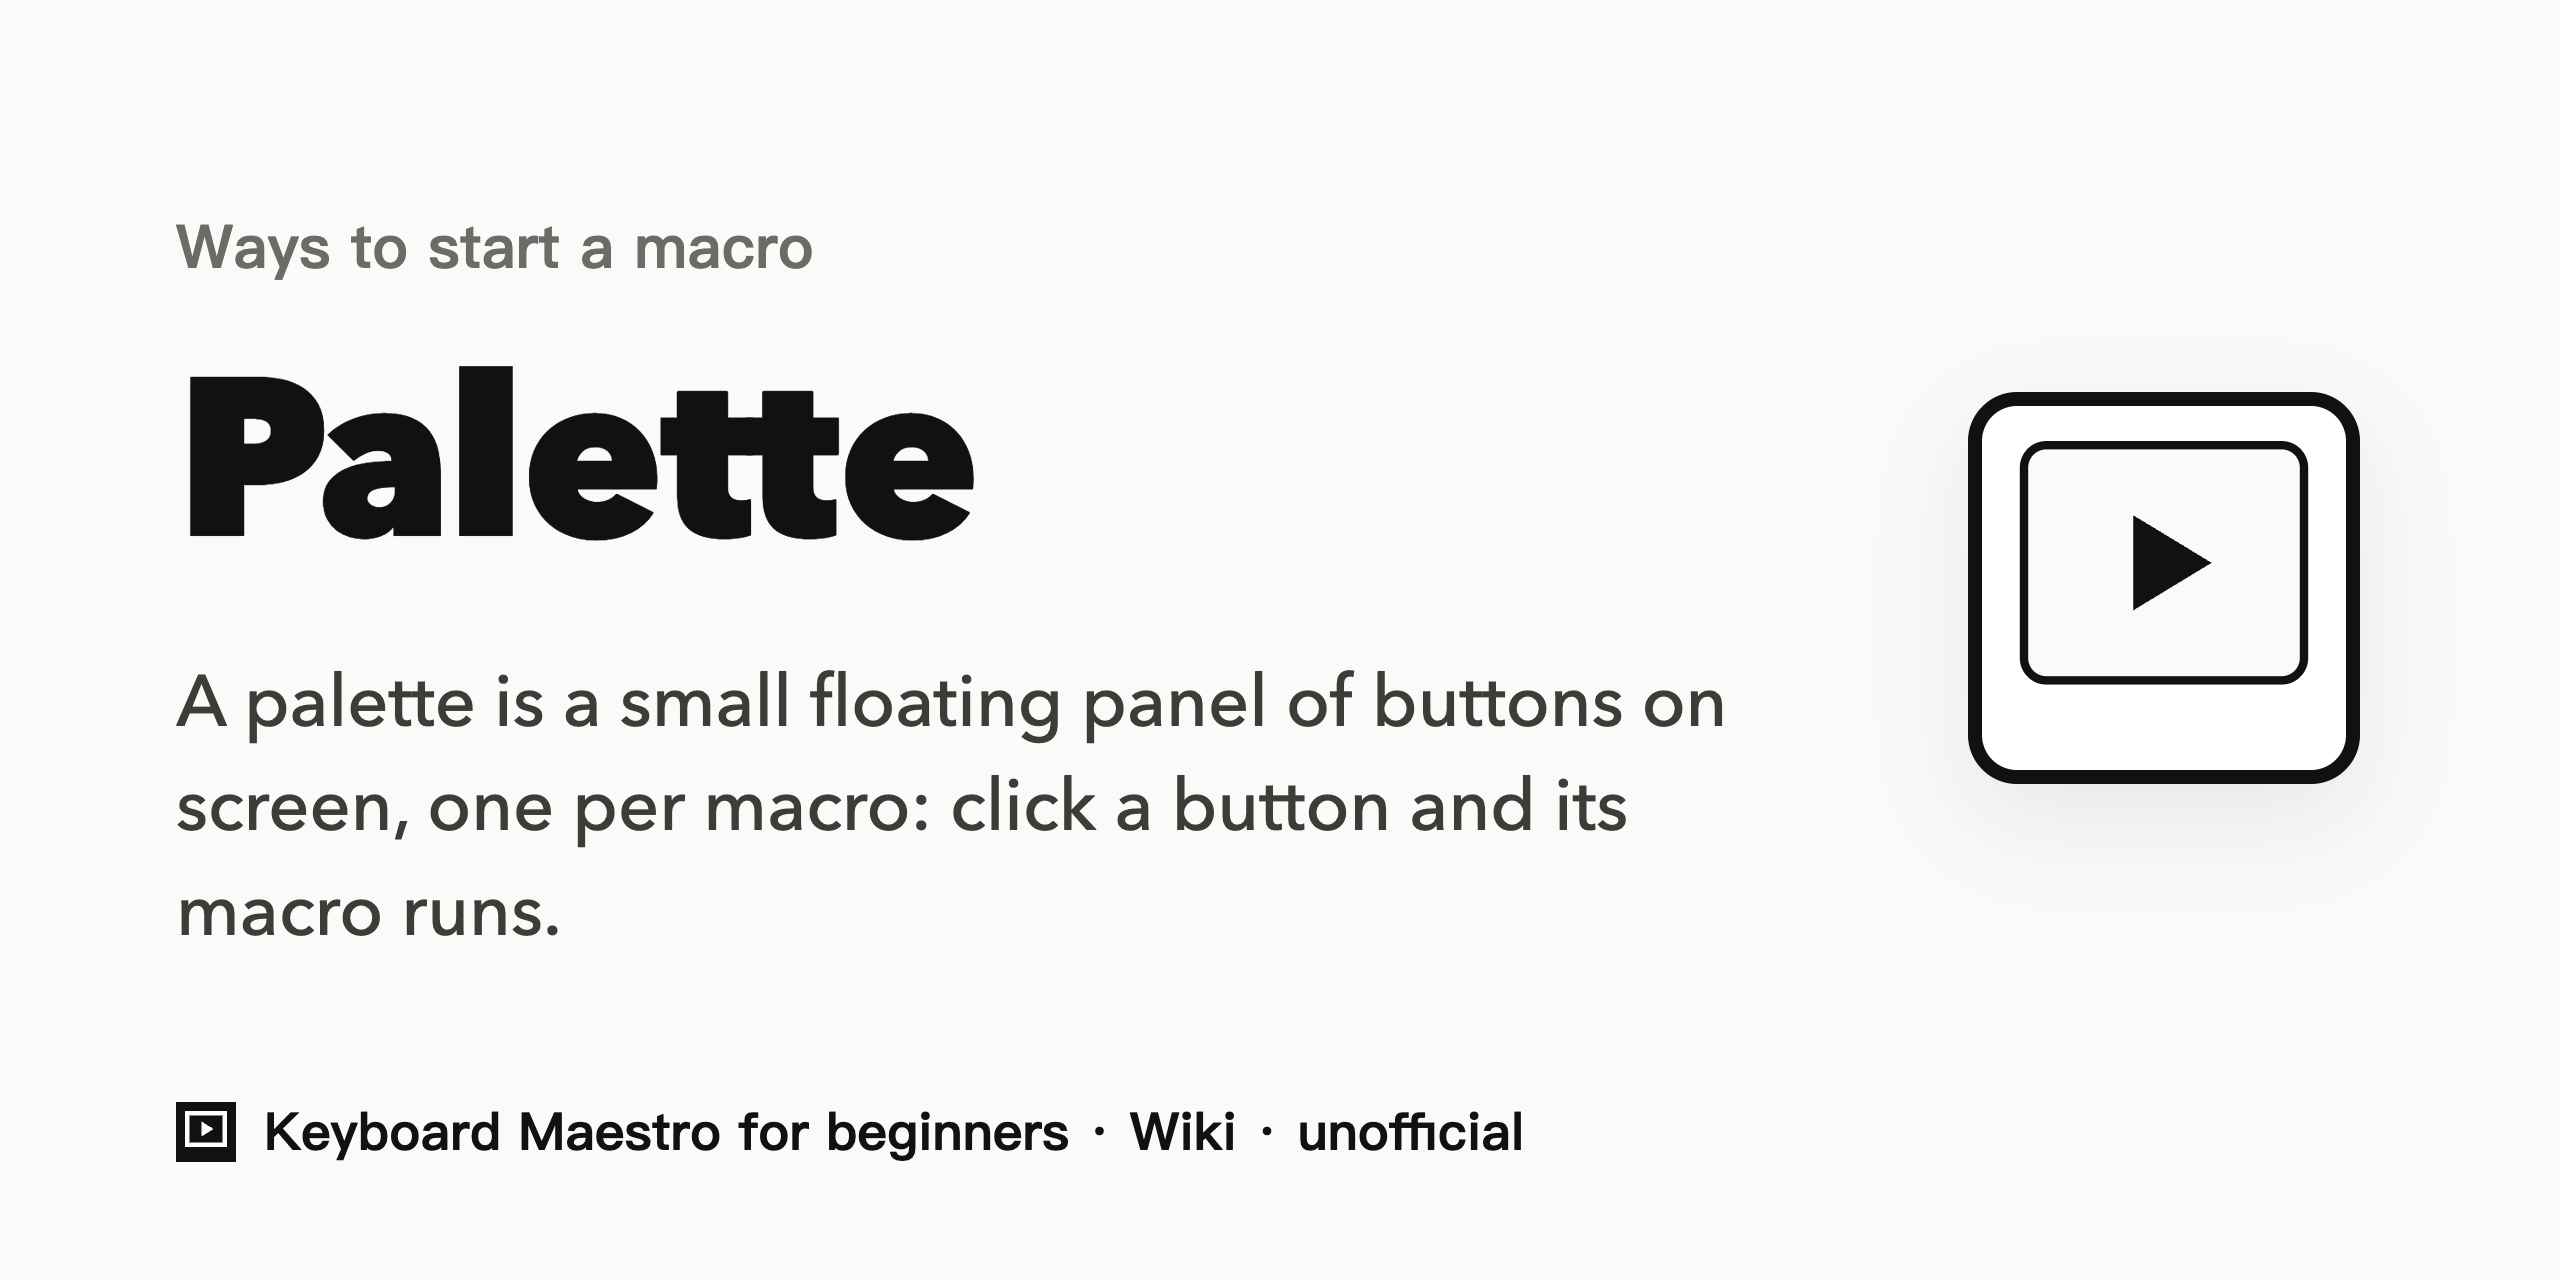 Ways to start a macro
Palette
A palette is a small floating panel of buttons on
screen, one per macro: click a button and its
macro runs.
Keyboard Maestro for beginners · Wiki · unofficial